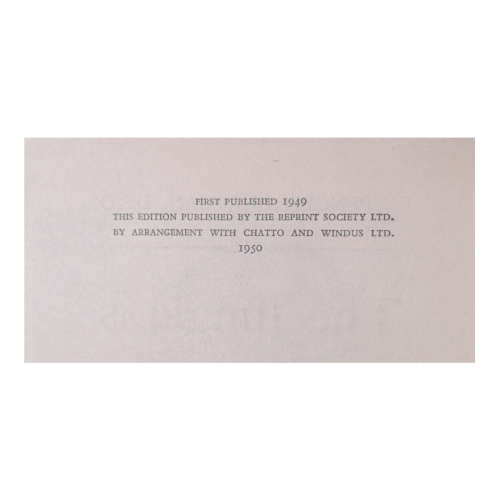 FIRST PUBLISHED 1949
THIS EDITION PUBLISHED BY THE REPRINT SOCIETY LTD.
BY ARRANGEMENT WITH CHATTO AND WINDUS LTD.
1950